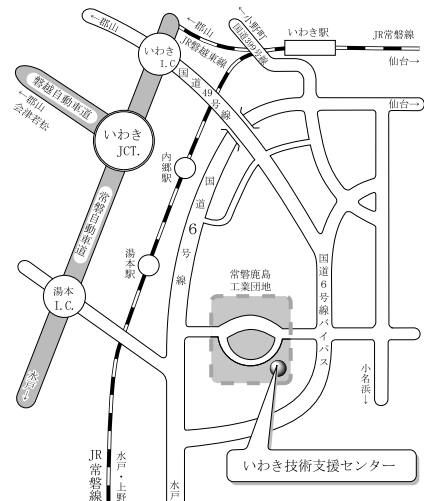 ←郡山
←郡山
JR磐越東線
←小野町
国道399号線
いわき駅
JR常磐線
仙台→
いわき
I.C
国道49号線
磐越自動車道
←郡山
会津若松
仙台→
いわき
JCT.
内郷駅
国道6号線
常磐自動車道
湯本駅
常磐鹿島
工業団地
国道6号線バイパス
湯本
I.C.
水戸→
小名浜→
いわき技術支援センター
JR常磐線
水戸・上野
水戸